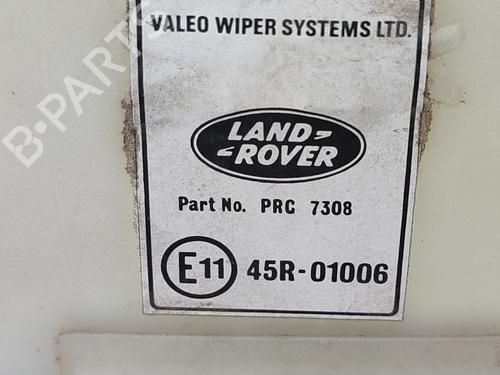 VALEO WIPER SYSTEMS LTD.
LAND-
ROVER
Part No. PRC 7308
E11 45R-01006
B-PARTS